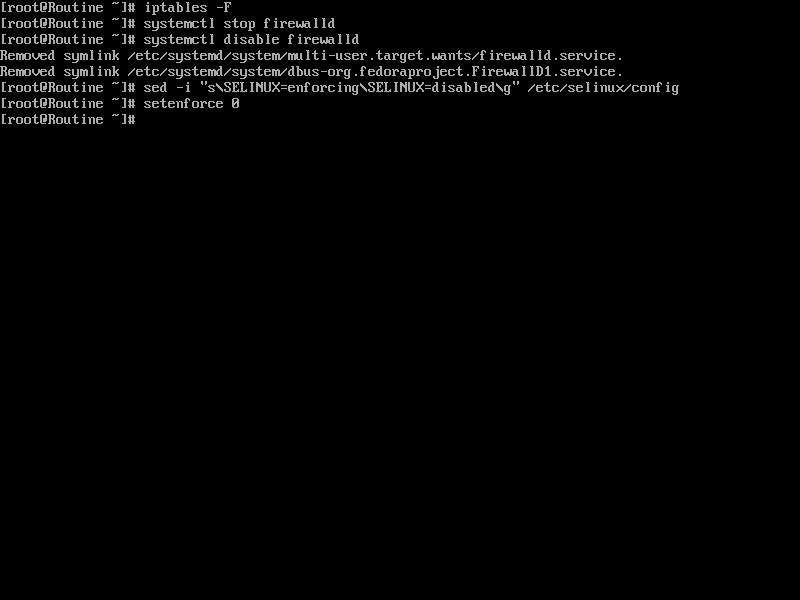 [root@Routine ~]# iptables -F
[root@Routine ~]# systemctl stop firewalld
[root@Routine ~]# systemctl disable firewalld
Removed symlink /etc/systemd/system/multi-user.target.wants/firewalld.service.
Removed symlink /etc/systemd/system/dbus-org.fedoraproject.FirewallD1.service.
[root@Routine ~]# sed -i "s\SELINUX=enforcing\SELINUX=disabled\g" /etc/selinux/config
[root@Routine ~]# setenforce 0
[root@Routine ~]#